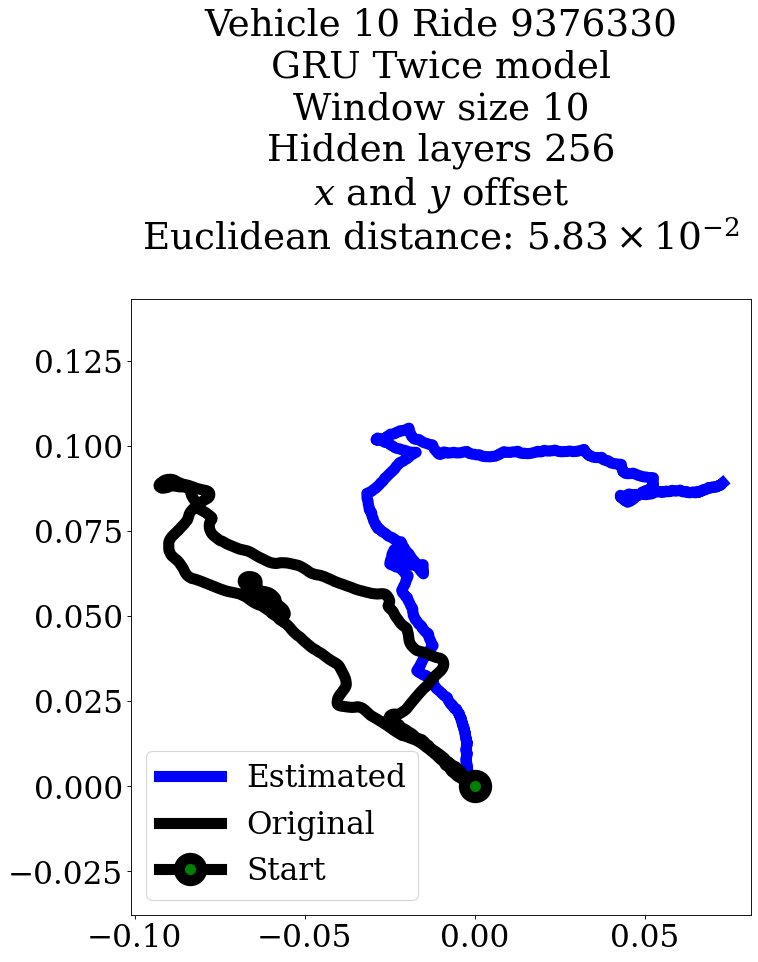 Vehicle 10 Ride 9376330
GRU Twice model
Window size 10
Hidden layers 256
x and y offset
Euclidean distance: 5.83 × 10⁻²
0.125
0.100
0.075
0.050
0.025
0.000
−0.025
Estimated
Original
Start
−0.10
−0.05
0.00
0.05